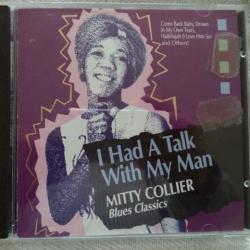 Come Back Baby, Drown
In My Own Tears,
Hallelujah (I Love Him So)
and Others!
I Had A Talk
With My Man
MITTY COLLIER
Blues Classics